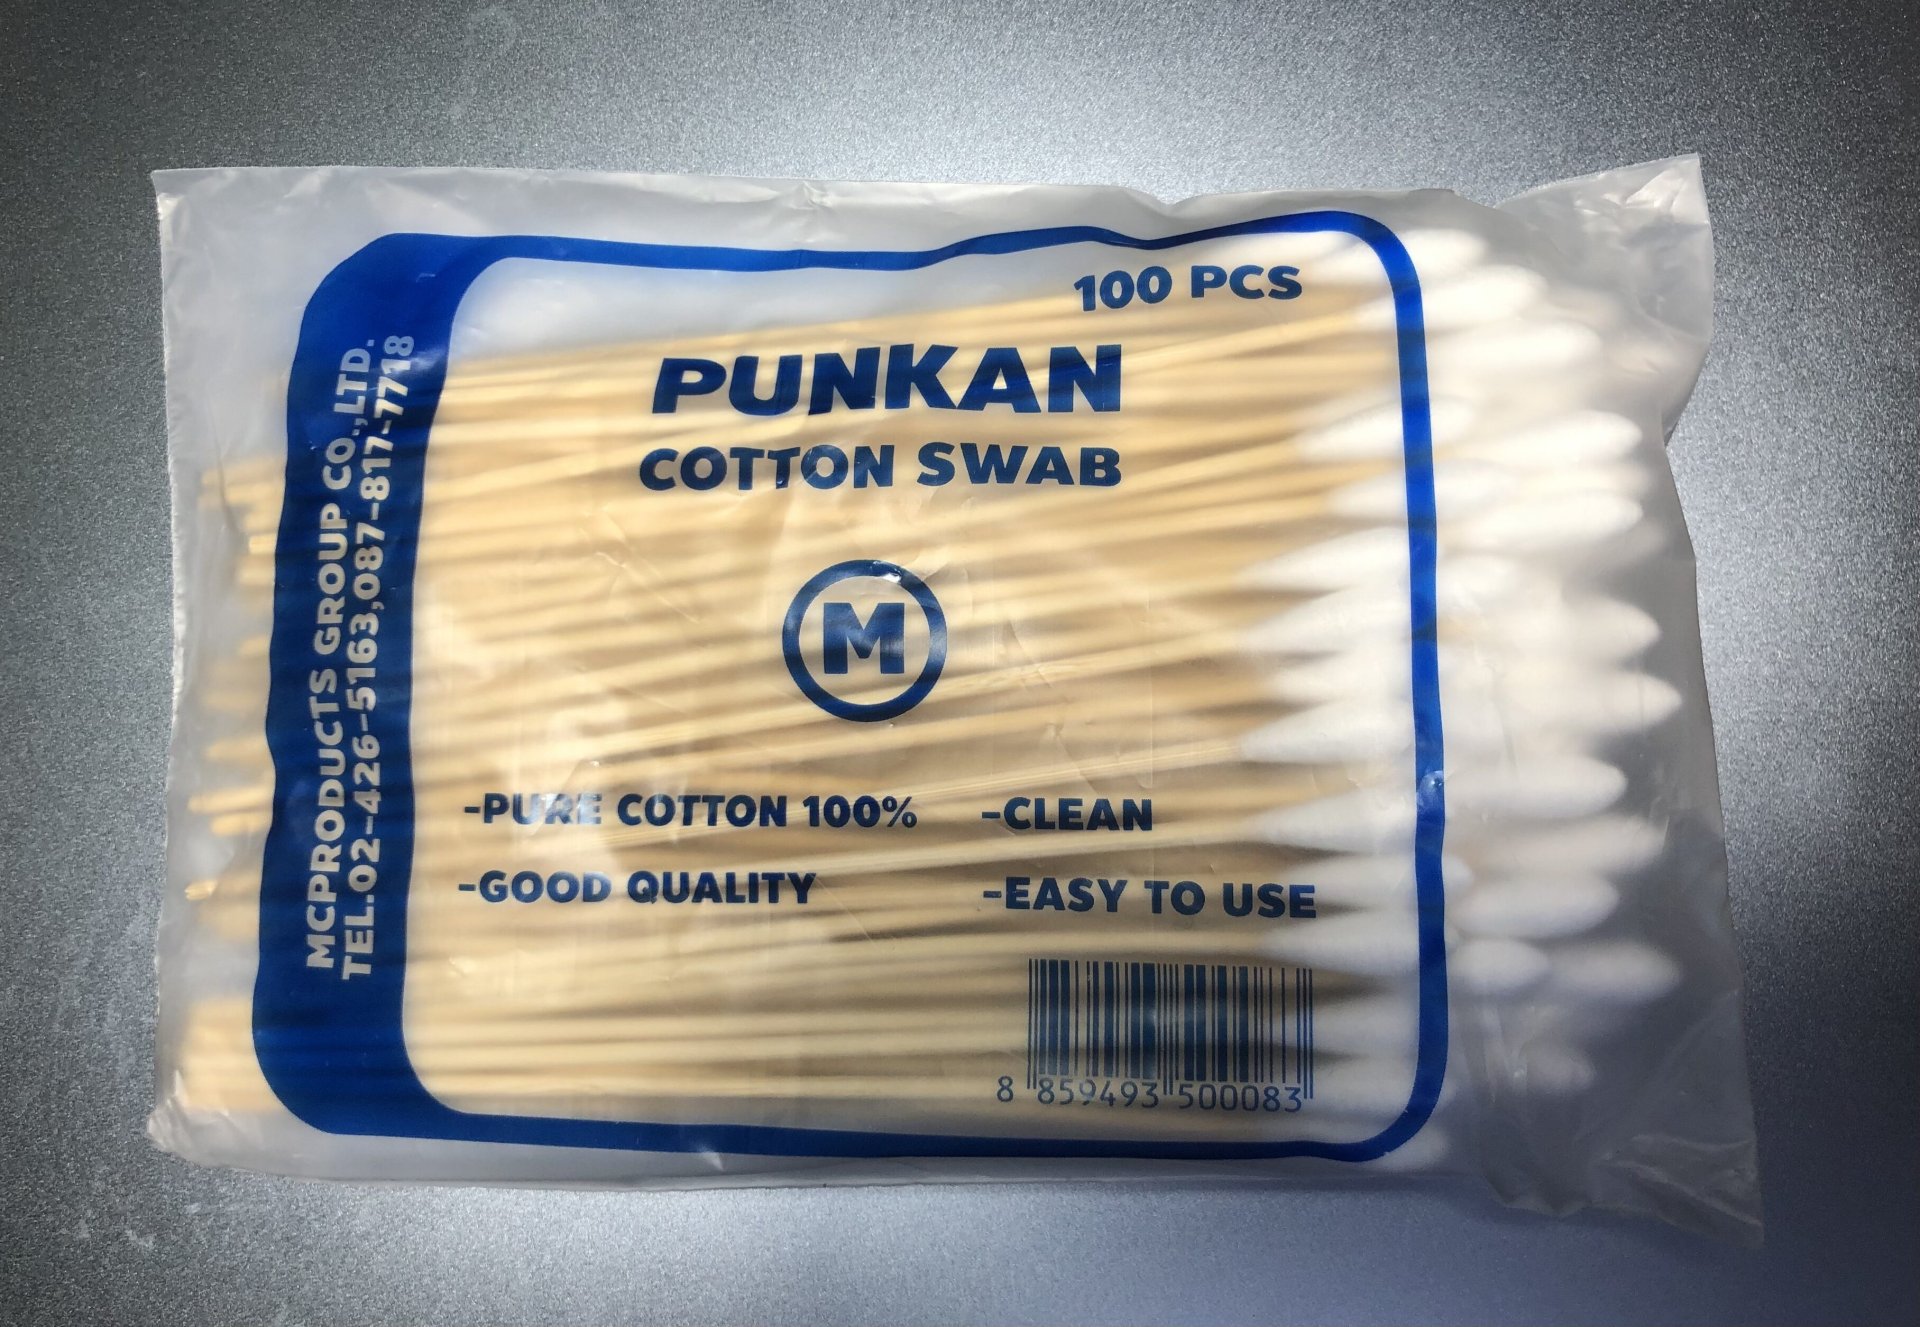 100 PCS
PUNKAN
COTTON SWAB
M
-PURE COTTON 100% -CLEAN
-GOOD QUALITY -EASY TO USE
8 859493 500083
MCPRODUCTS GROUP CO.,LTD.
TEL.02-426-5163,087-817-7718